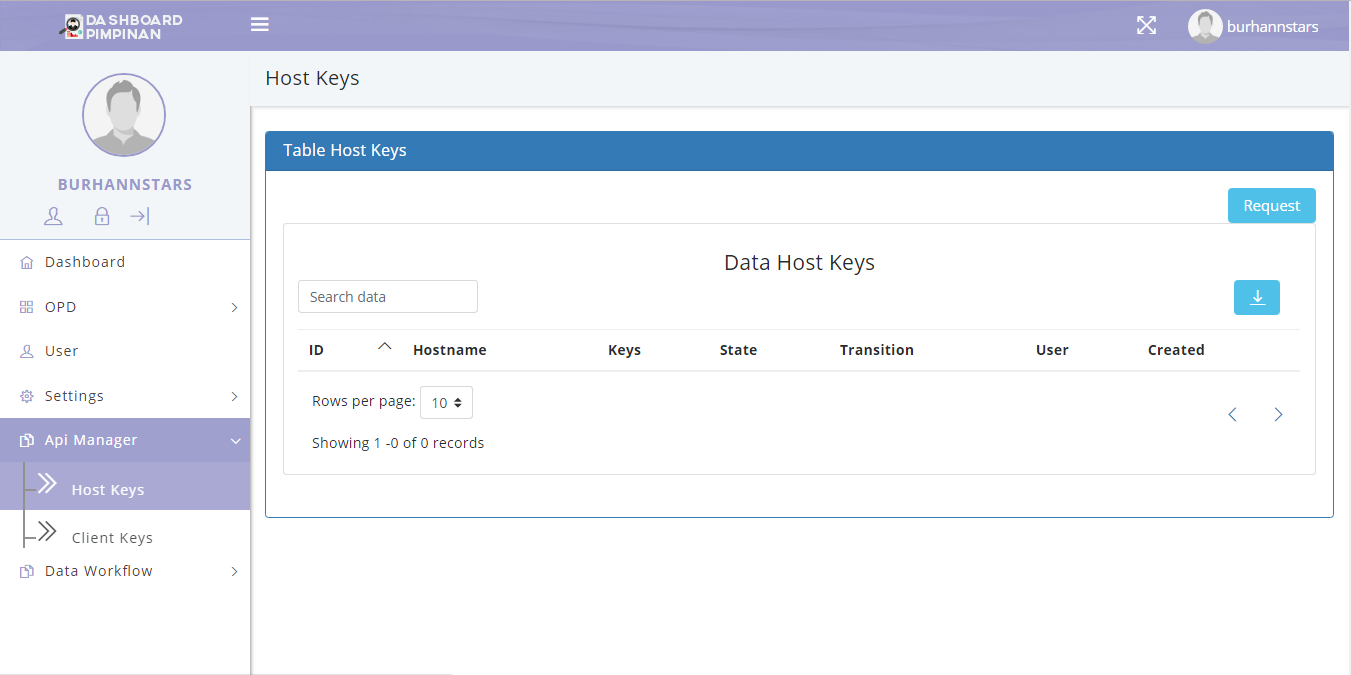 DASHBOARD
PIMPINAN
burhannstars
BURHANNSTARS
Dashboard
OPD
User
Settings
Api Manager
Host Keys
Client Keys
Data Workflow
Host Keys
Table Host Keys
Request
Data Host Keys
Search data
ID Hostname Keys State Transition User Created
Rows per page: 10
Showing 1 -0 of 0 records